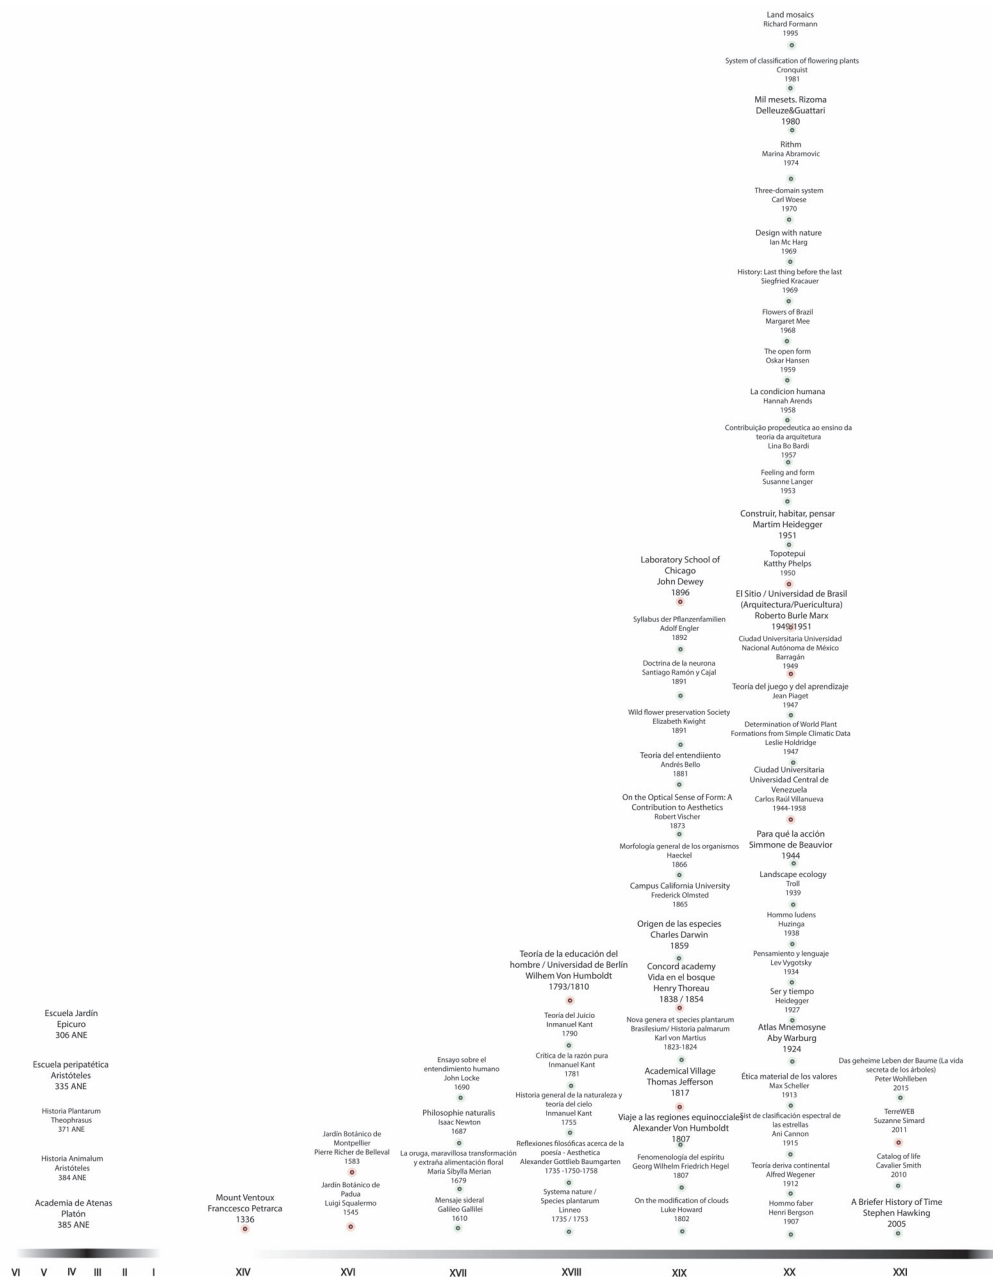 Escuela Jardín
Epicuro
306 ANE
Escuela peripatética
Aristóteles
335 ANE
Historia Plantarum
Theophrasus
371 ANE
Historia Animalum
Aristóteles
384 ANE
Academia de Atenas
Platón
385 ANE
Mount Ventoux
Franccesco Petrarca
1336
Jardín Botánico de
Montpellier
Pierre Richer de Belleval
1583
Jardín Botánico de
Padua
Luigi Squalermo
1545
Ensayo sobre el
entendimiento humano
John Locke
1690
Philosophie naturalis
Isaac Newton
1687
La oruga, maravillosa transformación
y extraña alimentación floral
Maria Sibylla Merian
1679
Mensaje sideral
Galileo Gallilei
1610
Teoría de la educación del
hombre / Universidad de Berlín
Wilhem Von Humboldt
1793/1810
Teoría del Juicio
Inmanuel Kant
1790
Crítica de la razón pura
Inmanuel Kant
1781
Historia general de la naturaleza y
teoría del cielo
Inmanuel Kant
1755
Reflexiones filosóficas acerca de la
poesía - Aesthetica
Alexander Gottlieb Baumgarten
1735 -1750-1758
Systema nature /
Species plantarum
Linneo
1735 / 1753
Laboratory School of
Chicago
John Dewey
1896
Syllabus der Pflanzenfamilien
Adolf Engler
1892
Doctrina de la neurona
Santiago Ramón y Cajal
1891
Wild flower preservation Society
Elizabeth Kwight
1891
Teoría del entendiiento
Andrés Bello
1881
On the Optical Sense of Form: A
Contribution to Aesthetics
Robert Vischer
1873
Morfología general de los organismos
Haeckel
1866
Campus California University
Frederick Olmsted
1865
Origen de las especies
Charles Darwin
1859
Concord academy
Vida en el bosque
Henry Thoreau
1838 / 1854
Nova genera et species plantarum
Brasilesium/ Historia palmarum
Karl von Martius
1823-1824
Academical Village
Thomas Jefferson
1817
Viaje a las regiones equinocciales
Alexander Von Humboldt
1807
Fenomenología del espíritu
Georg Wilhelm Friedrich Hegel
1807
On the modification of clouds
Luke Howard
1802
Land mosaics
Richard Formann
1995
System of classification of flowering plants
Cronquist
1981
Mil mesets. Rizoma
Delleuze&Guattari
1980
Rithm
Marina Abramovic
1974
Three-domain system
Carl Woese
1970
Design with nature
Ian Mc Harg
1969
History: Last thing before the last
Siegfried Kracauer
1969
Flowers of Brazil
Margaret Mee
1968
The open form
Oskar Hansen
1959
La condicion humana
Hannah Arends
1958
Contribuição propedeutica ao ensino da
teoria da arquitetura
Lina Bo Bardi
1957
Feeling and form
Susanne Langer
1953
Construir, habitar, pensar
Martim Heidegger
1951
Topotepui
Katthy Phelps
1950
El Sitio / Universidad de Brasil
(Arquitectura/Puericultura)
Roberto Burle Marx
1949/1951
Ciudad Universitaria Universidad
Nacional Autónoma de México
Barragán
1949
Teoría del juego y del aprendizaje
Jean Piaget
1947
Determination of World Plant
Formations from Simple Climatic Data
Leslie Holdridge
1947
Ciudad Universitaria
Universidad Central de
Venezuela
Carlos Raúl Villanueva
1944-1958
Para qué la acción
Simmone de Beauvior
1944
Landscape ecology
Troll
1939
Hommo ludens
Huzinga
1938
Pensamiento y lenguaje
Lev Vygotsky
1934
Ser y tiempo
Heidegger
1927
Atlas Mnemosyne
Aby Warburg
1924
Ética material de los valores
Max Scheller
1913
Sist de clasificación espectral de
las estrellas
Ani Cannon
1915
Teoría deriva continental
Alfred Wegener
1912
Hommo faber
Henri Bergson
1907
Das geheime Leben der Baume (La vida
secreta de los árboles)
Peter Wohlleben
2015
TerreWEB
Suzanne Simard
2011
Catalog of life
Cavalier Smith
2010
A Briefer History of Time
Stephen Hawking
2005
VI V IV III II I XIV XVI XVII XVIII XIX XX XXI